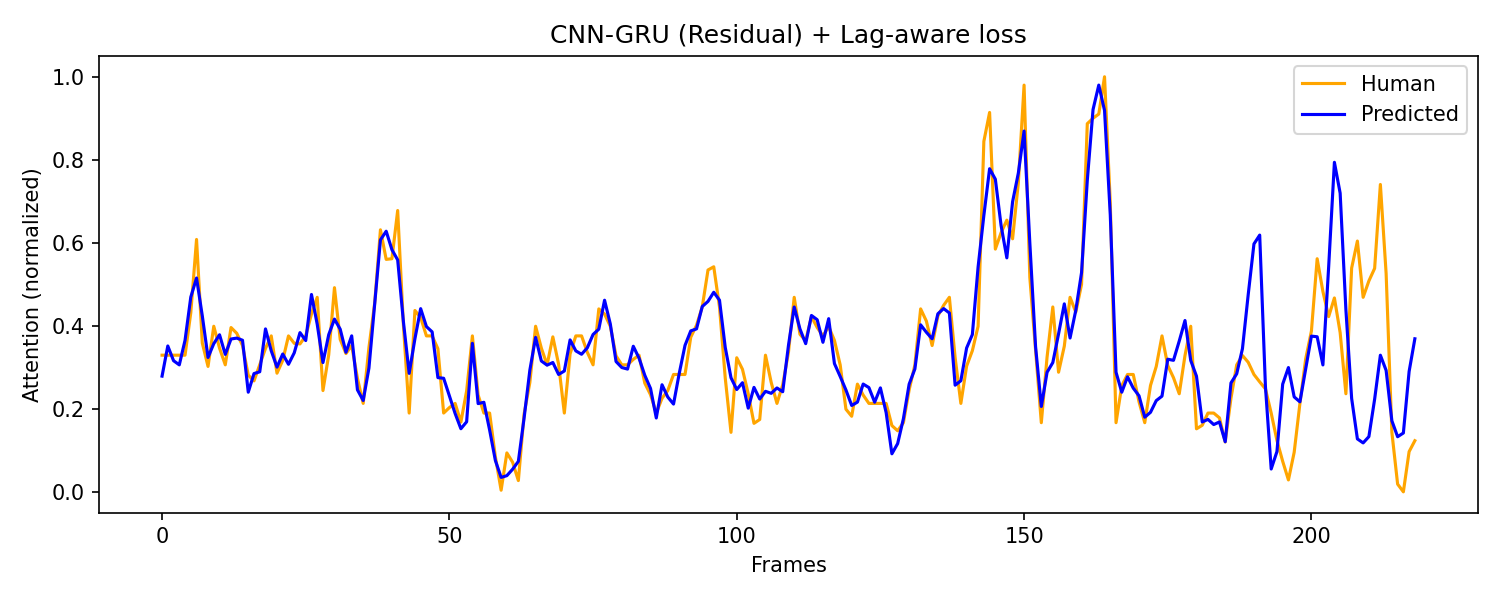 CNN-GRU (Residual) + Lag-aware loss
Human
Predicted
Attention (normalized)
1.0
0.8
0.6
0.4
0.2
0.0
0
50
100
150
200
Frames